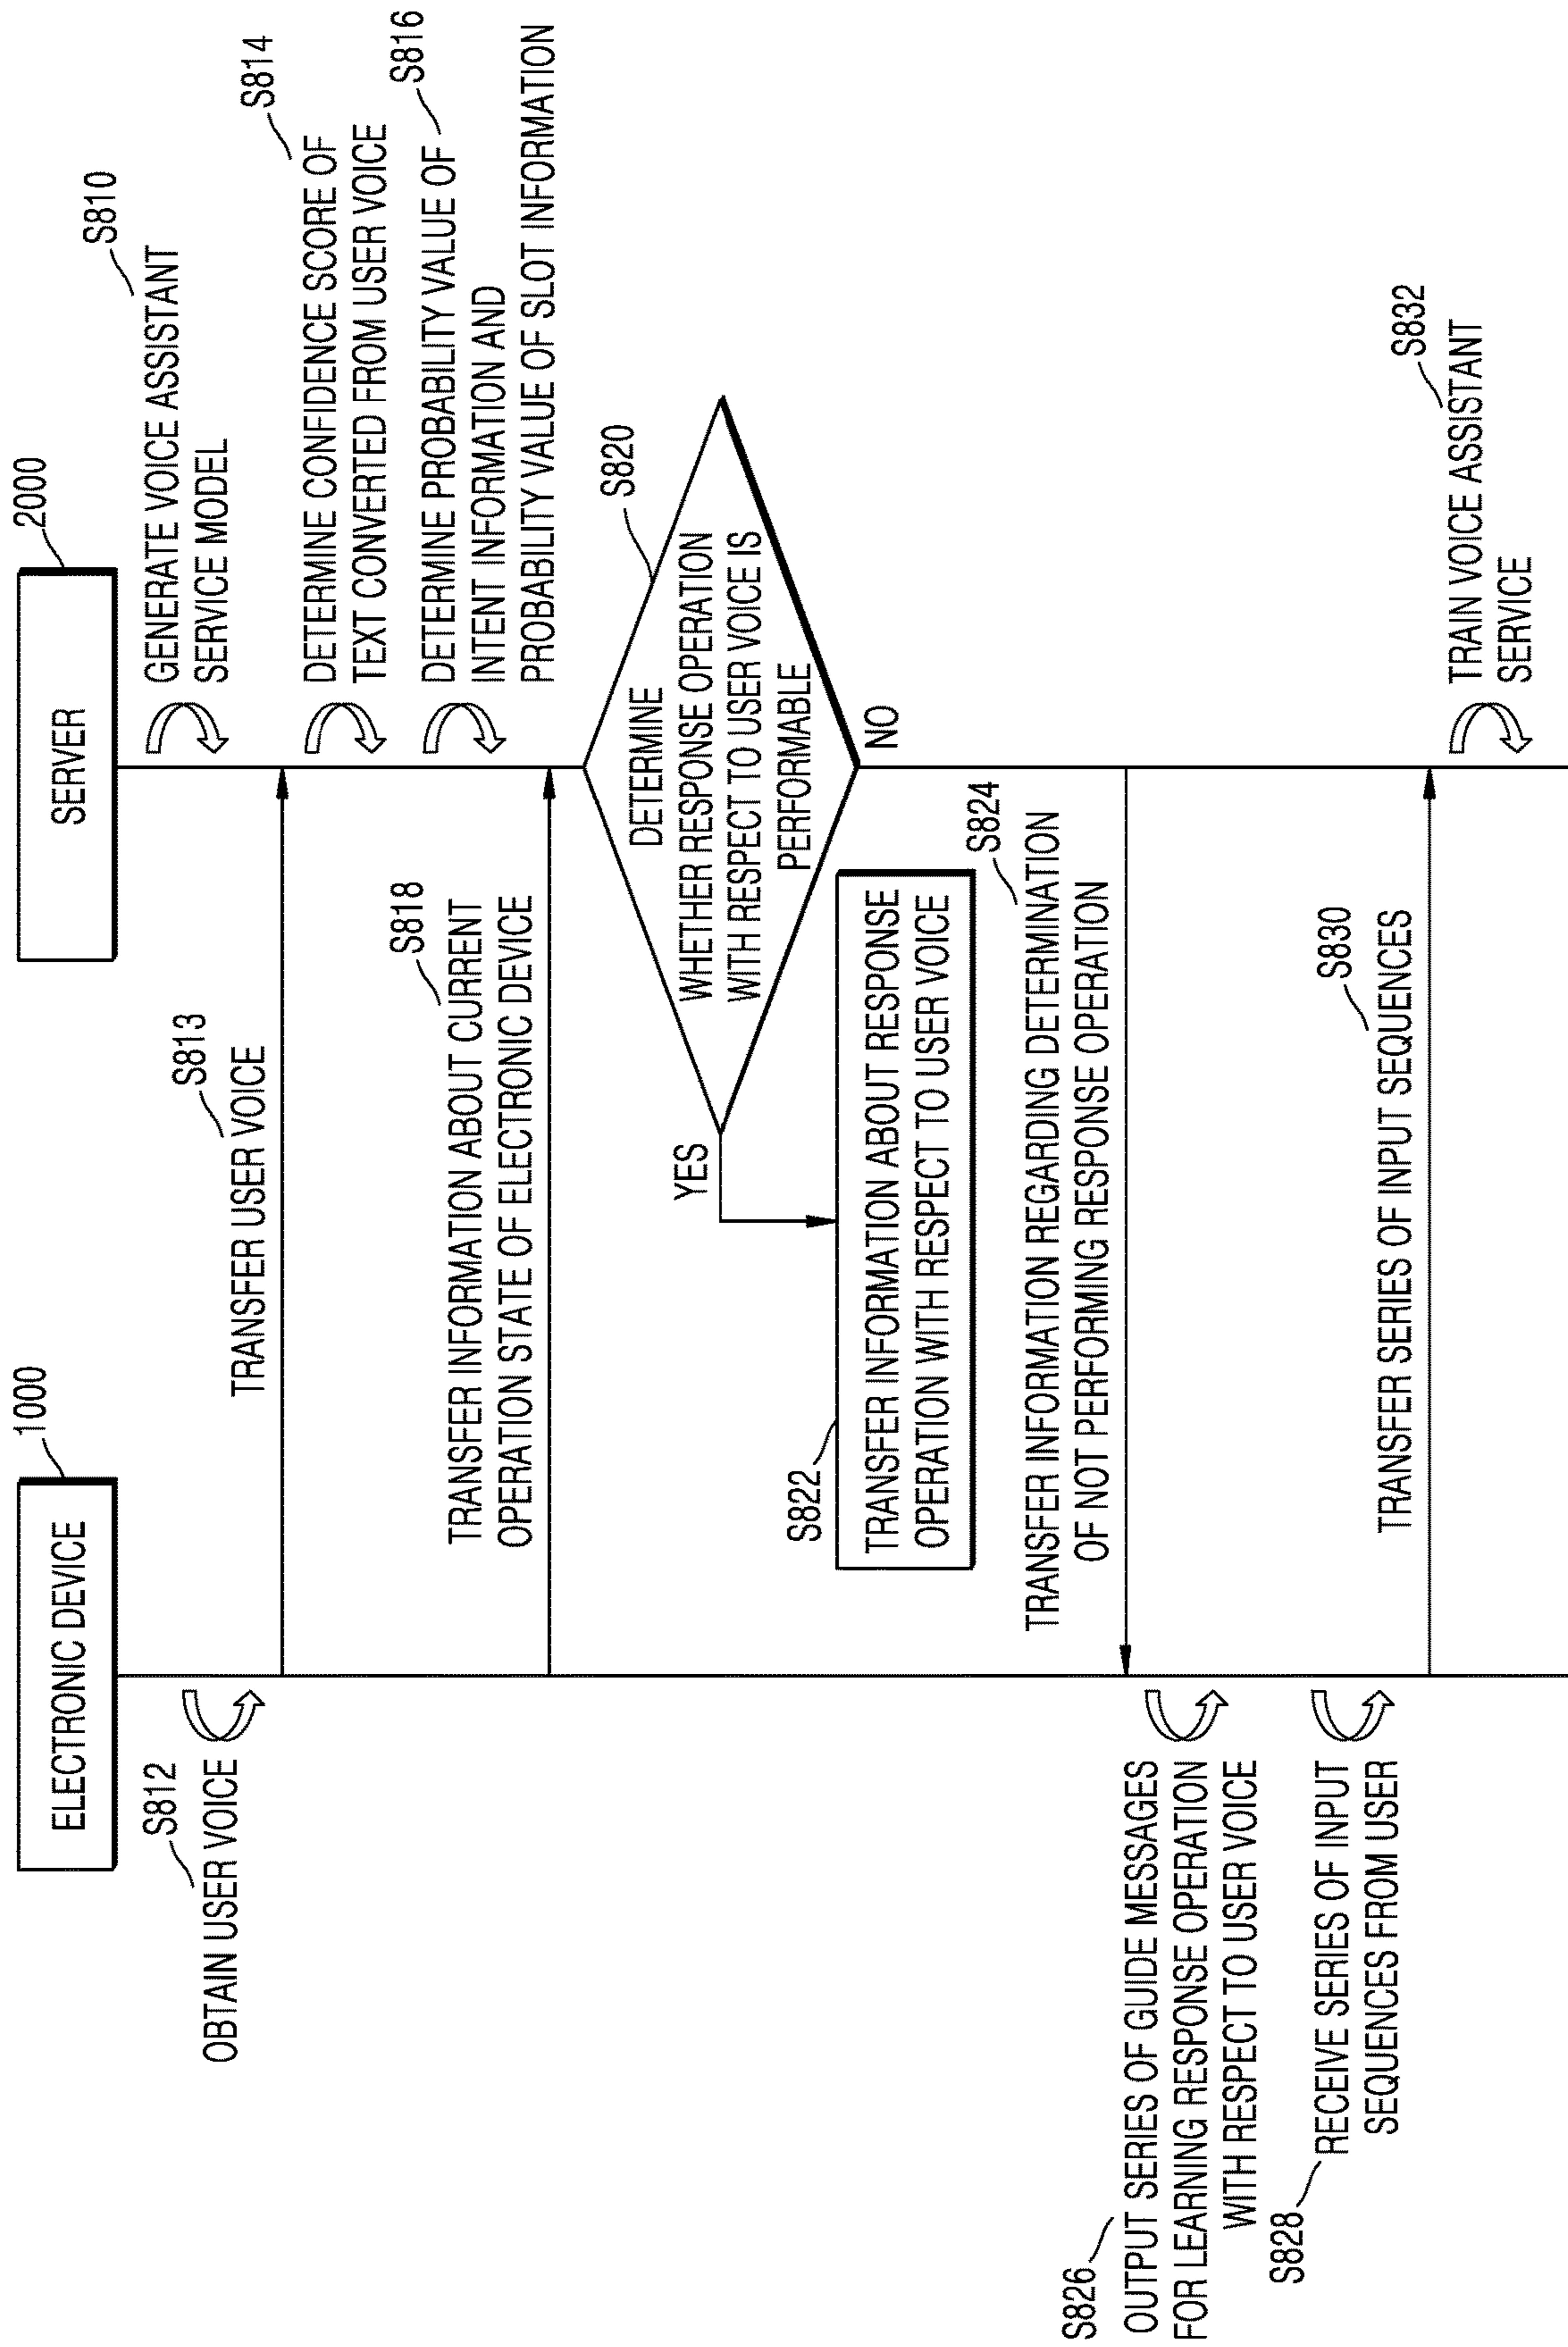 ELECTRONIC DEVICE
1000
SERVER
2000
S810
GENERATE VOICE ASSISTANT
SERVICE MODEL
S812
OBTAIN USER VOICE
S813
TRANSFER USER VOICE
S814
DETERMINE CONFIDENCE SCORE OF
TEXT CONVERTED FROM USER VOICE
S816
DETERMINE PROBABILITY VALUE OF
INTENT INFORMATION AND
PROBABILITY VALUE OF SLOT INFORMATION
S818
TRANSFER INFORMATION ABOUT CURRENT
OPERATION STATE OF ELECTRONIC DEVICE
S820
DETERMINE
WHETHER RESPONSE OPERATION
WITH RESPECT TO USER VOICE IS
PERFORMABLE
YES
NO
S822
TRANSFER INFORMATION ABOUT RESPONSE
OPERATION WITH RESPECT TO USER VOICE
S824
TRANSFER INFORMATION REGARDING DETERMINATION
OF NOT PERFORMING RESPONSE OPERATION
S826
OUTPUT SERIES OF GUIDE MESSAGES
FOR LEARNING RESPONSE OPERATION
WITH RESPECT TO USER VOICE
S828
RECEIVE SERIES OF INPUT
SEQUENCES FROM USER
S830
TRANSFER SERIES OF INPUT SEQUENCES
S832
TRAIN VOICE ASSISTANT
SERVICE